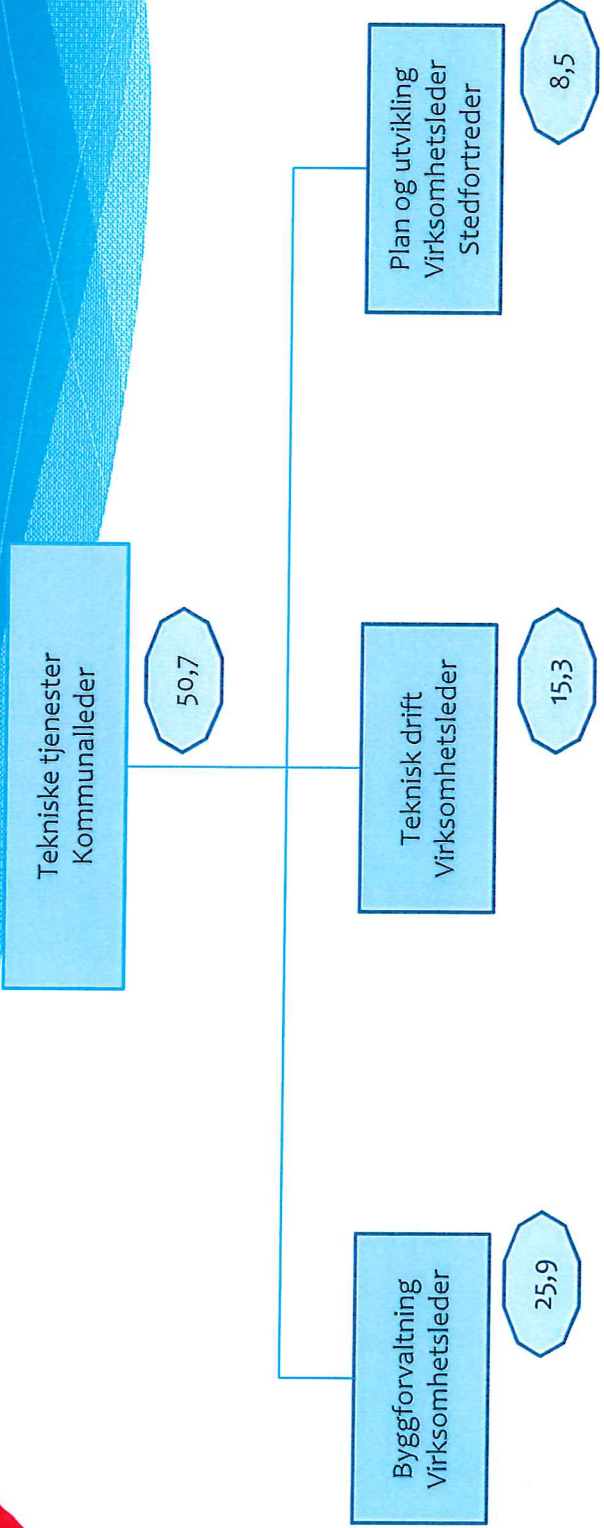 Tekniske tjenester
Kommunalleder
50,7
Byggforvaltning
Virksomhetsleder
25,9
Teknisk drift
Virksomhetsleder
15,3
Plan og utvikling
Virksomhetsleder
Stedfortreder
8,5